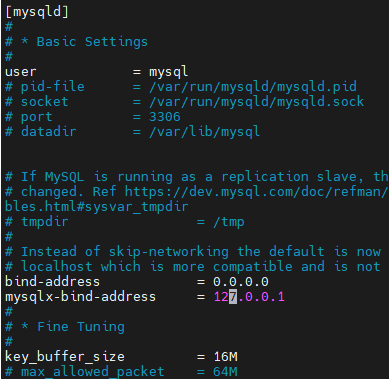 [mysqld]
#
# * Basic Settings
#
user            = mysql
# pid-file      = /var/run/mysqld/mysqld.pid
# socket        = /var/run/mysqld/mysqld.sock
# port          = 3306
# datadir       = /var/lib/mysql
# If MySQL is running as a replication slave, th
# changed. Ref https://dev.mysql.com/doc/refman/
bles.html#sysvar_tmpdir
# tmpdir                = /tmp
#
# Instead of skip-networking the default is now
# localhost which is more compatible and is not
bind-address            = 0.0.0.0
mysqlx-bind-address     = 127.0.0.1
#
# * Fine Tuning
#
key_buffer_size         = 16M
# max_allowed_packet    = 64M